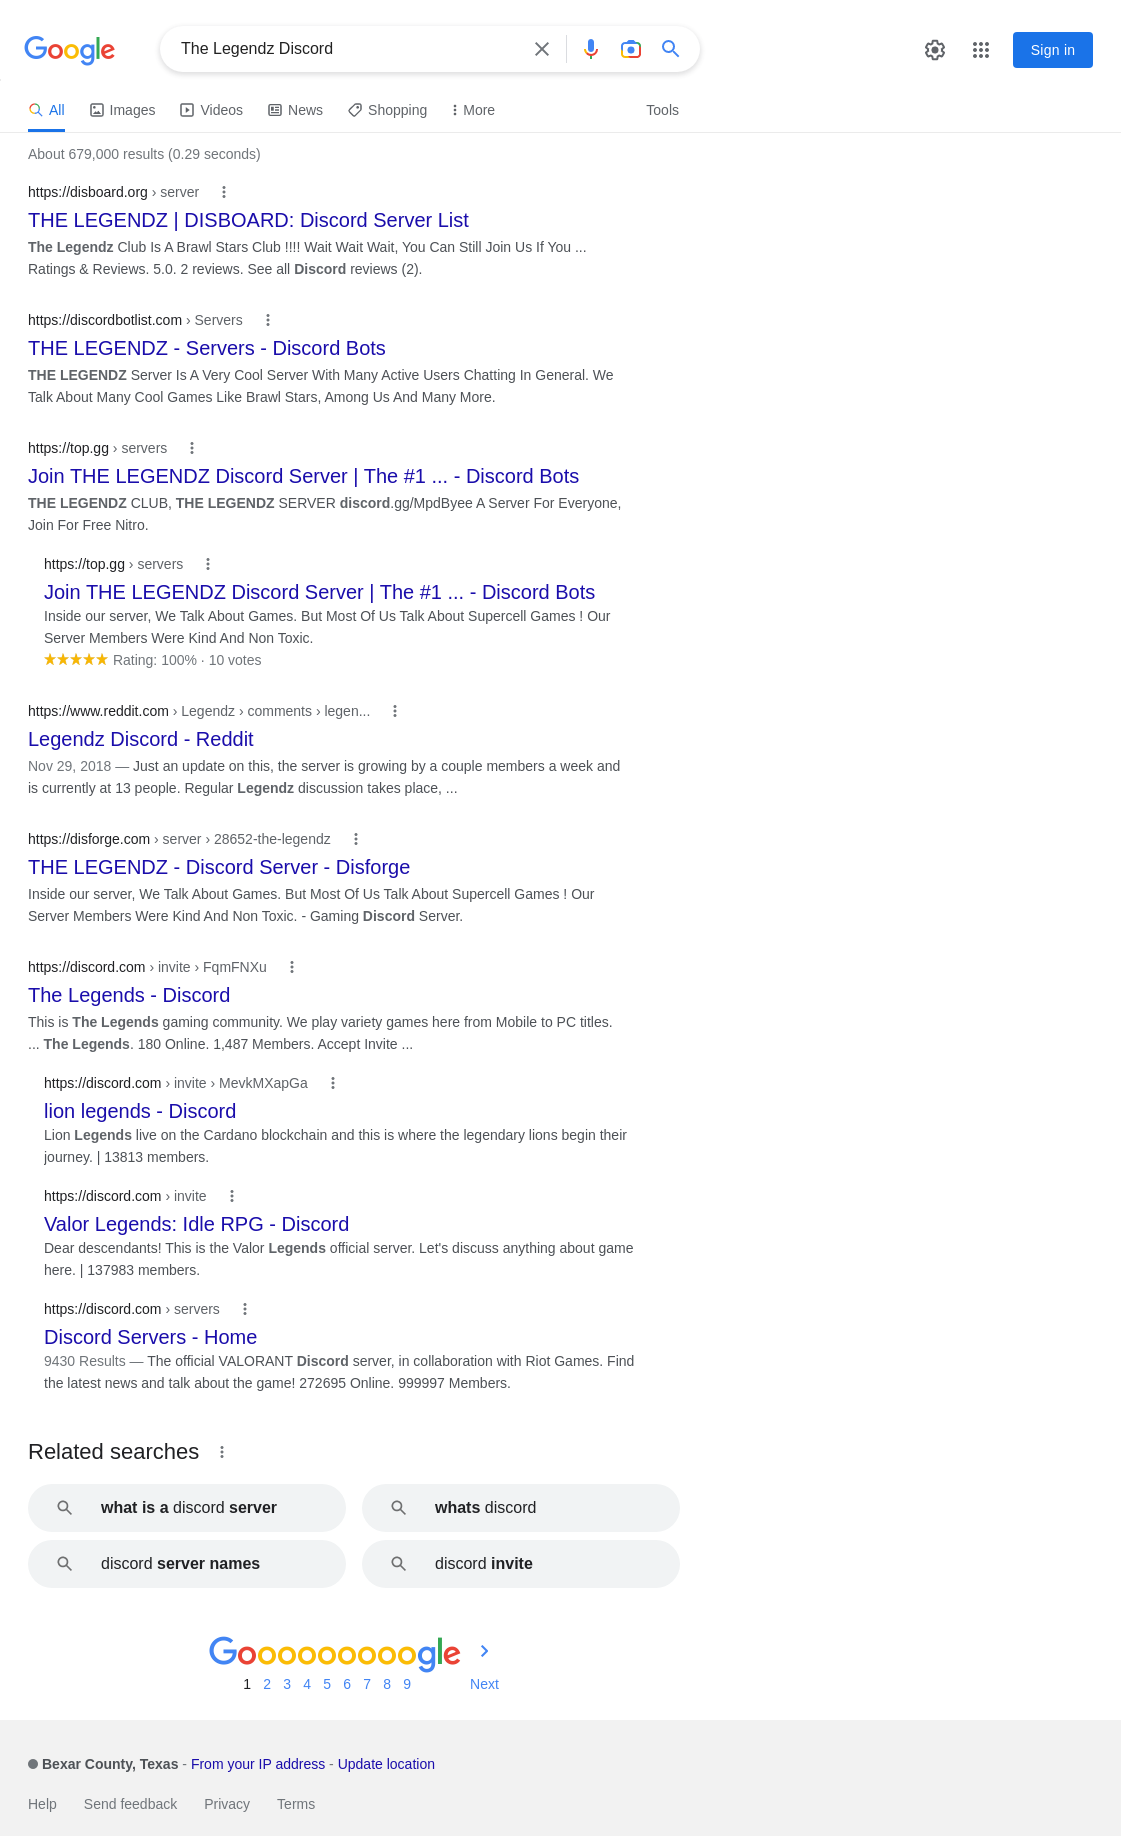 Google
The Legendz Discord
Sign in
All Images Videos News Shopping More Tools
About 679,000 results (0.29 seconds)
https://disboard.org › server
THE LEGENDZ | DISBOARD: Discord Server List
The Legendz Club Is A Brawl Stars Club !!!! Wait Wait Wait, You Can Still Join Us If You ...
Ratings & Reviews. 5.0. 2 reviews. See all Discord reviews (2).
https://discordbotlist.com › Servers
THE LEGENDZ - Servers - Discord Bots
THE LEGENDZ Server Is A Very Cool Server With Many Active Users Chatting In General. We
Talk About Many Cool Games Like Brawl Stars, Among Us And Many More.
https://top.gg › servers
Join THE LEGENDZ Discord Server | The #1 ... - Discord Bots
THE LEGENDZ CLUB, THE LEGENDZ SERVER discord.gg/MpdByee A Server For Everyone,
Join For Free Nitro.
https://top.gg › servers
Join THE LEGENDZ Discord Server | The #1 ... - Discord Bots
Inside our server, We Talk About Games. But Most Of Us Talk About Supercell Games ! Our
Server Members Were Kind And Non Toxic.
Rating: 100% · 10 votes
https://www.reddit.com › Legendz › comments › legen...
Legendz Discord - Reddit
Nov 29, 2018 — Just an update on this, the server is growing by a couple members a week and
is currently at 13 people. Regular Legendz discussion takes place, ...
https://disforge.com › server › 28652-the-legendz
THE LEGENDZ - Discord Server - Disforge
Inside our server, We Talk About Games. But Most Of Us Talk About Supercell Games ! Our
Server Members Were Kind And Non Toxic. - Gaming Discord Server.
https://discord.com › invite › FqmFNXu
The Legends - Discord
This is The Legends gaming community. We play variety games here from Mobile to PC titles.
... The Legends. 180 Online. 1,487 Members. Accept Invite ...
https://discord.com › invite › MevkMXapGa
lion legends - Discord
Lion Legends live on the Cardano blockchain and this is where the legendary lions begin their
journey. | 13813 members.
https://discord.com › invite
Valor Legends: Idle RPG - Discord
Dear descendants! This is the Valor Legends official server. Let's discuss anything about game
here. | 137983 members.
https://discord.com › servers
Discord Servers - Home
9430 Results — The official VALORANT Discord server, in collaboration with Riot Games. Find
the latest news and talk about the game! 272695 Online. 999997 Members.
Related searches
what is a discord server
whats discord
discord server names
discord invite
Goooooooooogle
1 2 3 4 5 6 7 8 9 Next
Bexar County, Texas - From your IP address - Update location
Help Send feedback Privacy Terms